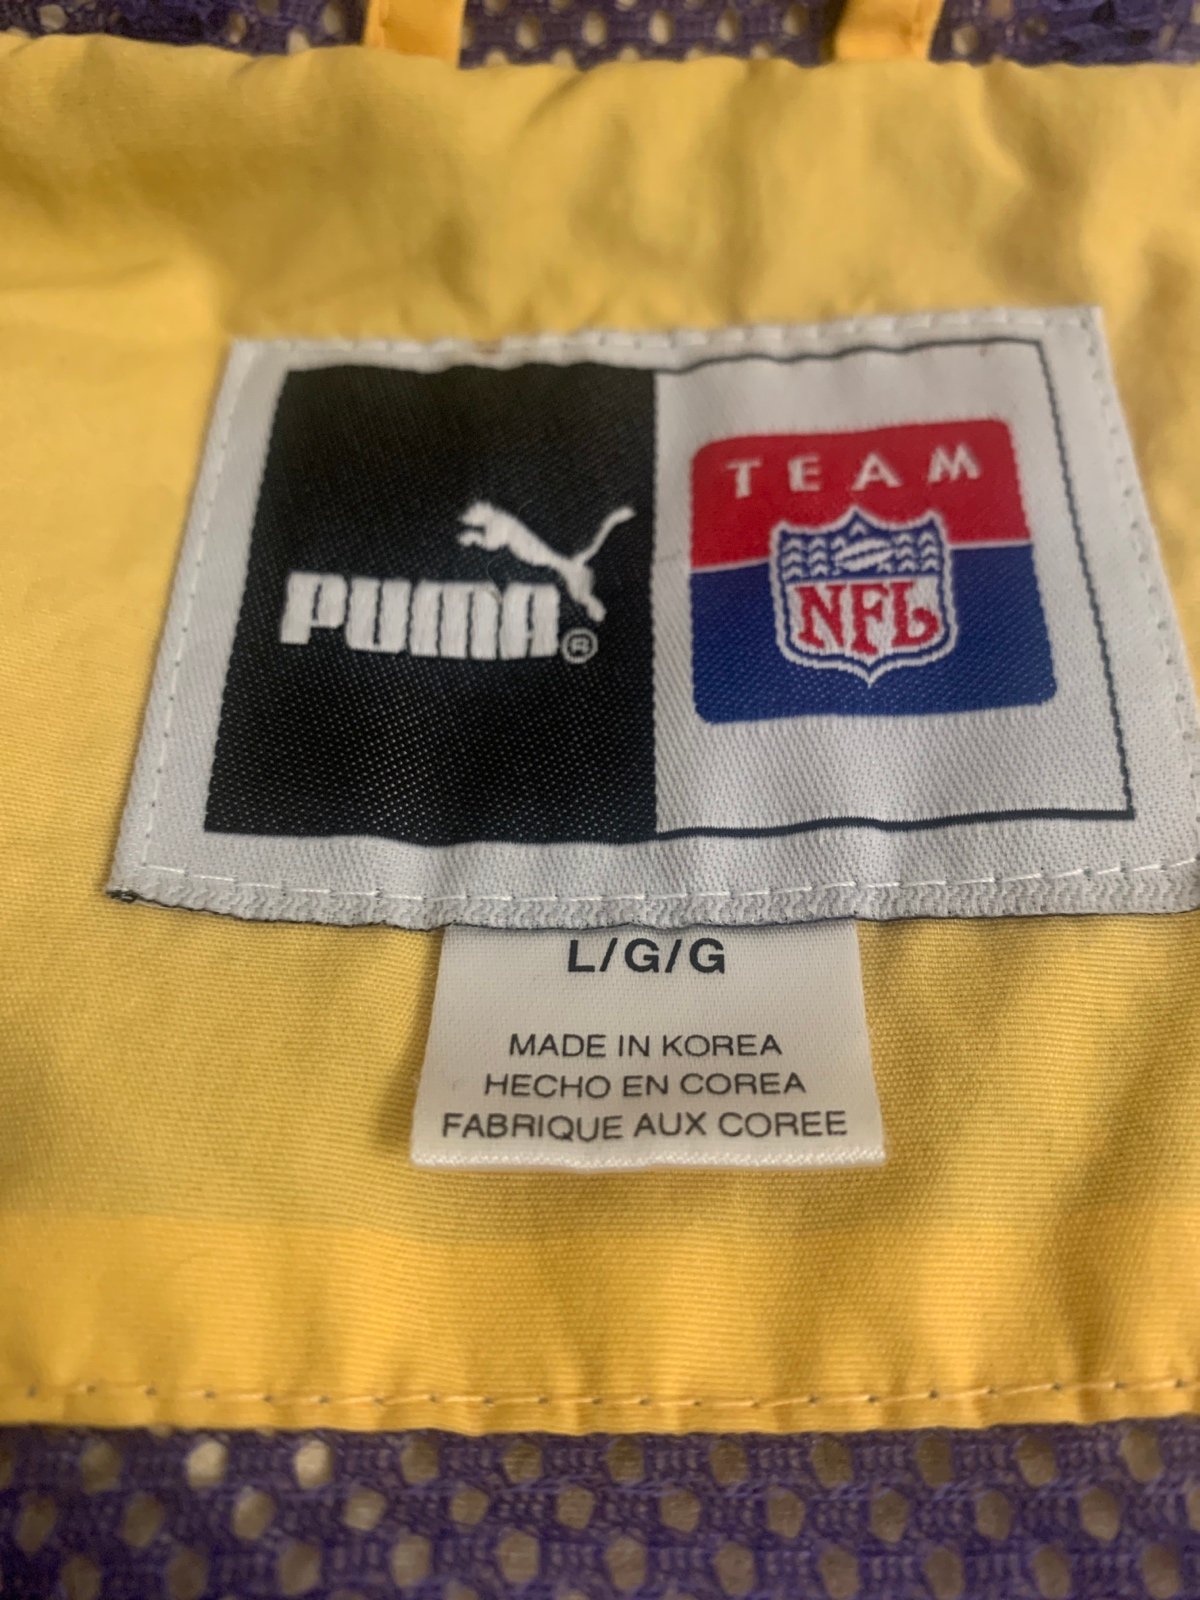 PUMA®
TEAM
NFL
L/G/G
MADE IN KOREA
HECHO EN COREA
FABRIQUE AUX COREE